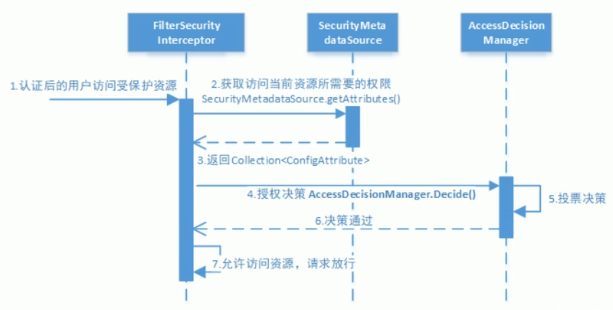 FilterSecurity
Interceptor
SecurityMeta
dataSource
AccessDecision
Manager
1.认证后的用户访问受保护资源
2.获取访问当前资源所需要的权限
SecurityMetadataSource.getAttributes()
3.返回Collection<ConfigAttribute>
4.授权决策 AccessDecisionManager.Decide()
5.投票决策
6.决策通过
7.允许访问资源，请求放行